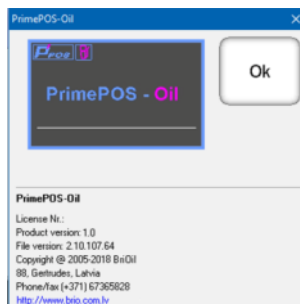 PrimePOS-Oil
PPOS
PrimePOS - Oil
Ok
PrimePOS-Oil
License Nr.:
Product version: 1.0
File version: 2.10.107.64
Copyright @ 2005-2018 BriOil
88, Gertrudes, Latvia
Phone/fax (+371) 67365828
http://www.brio.com.lv